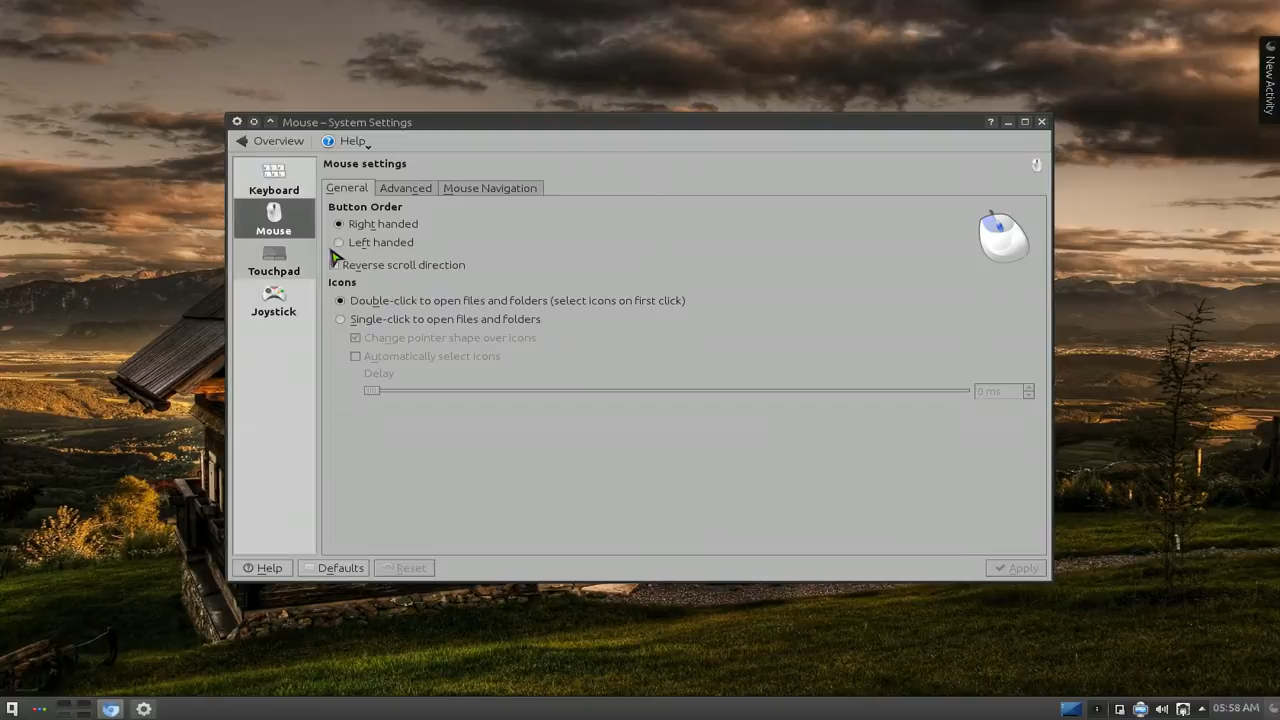 New Activity
Mouse – System Settings
Overview
Help
Mouse settings
Keyboard
Mouse
Touchpad
Joystick
General
Advanced
Mouse Navigation
Button Order
Right handed
Left handed
Reverse scroll direction
Icons
Double-click to open files and folders (select icons on first click)
Single-click to open files and folders
Change pointer shape over icons
Automatically select icons
Delay
0 ms
Help
Defaults
Reset
Apply
05:58 AM